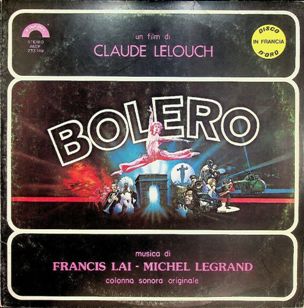 un film di
CLAUDE LELOUCH
DISCO
IN FRANCIA
D'ORO
STEREO
BOLERO
musica di
FRANCIS LAI - MICHEL LEGRAND
colonna sonora originale